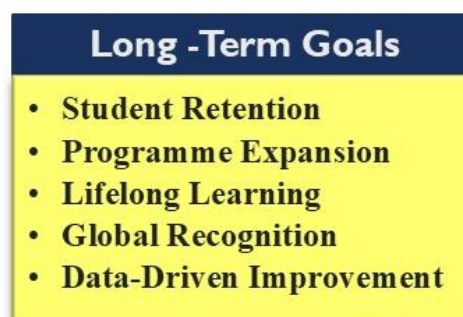 Long -Term Goals
• Student Retention
• Programme Expansion
• Lifelong Learning
• Global Recognition
• Data-Driven Improvement